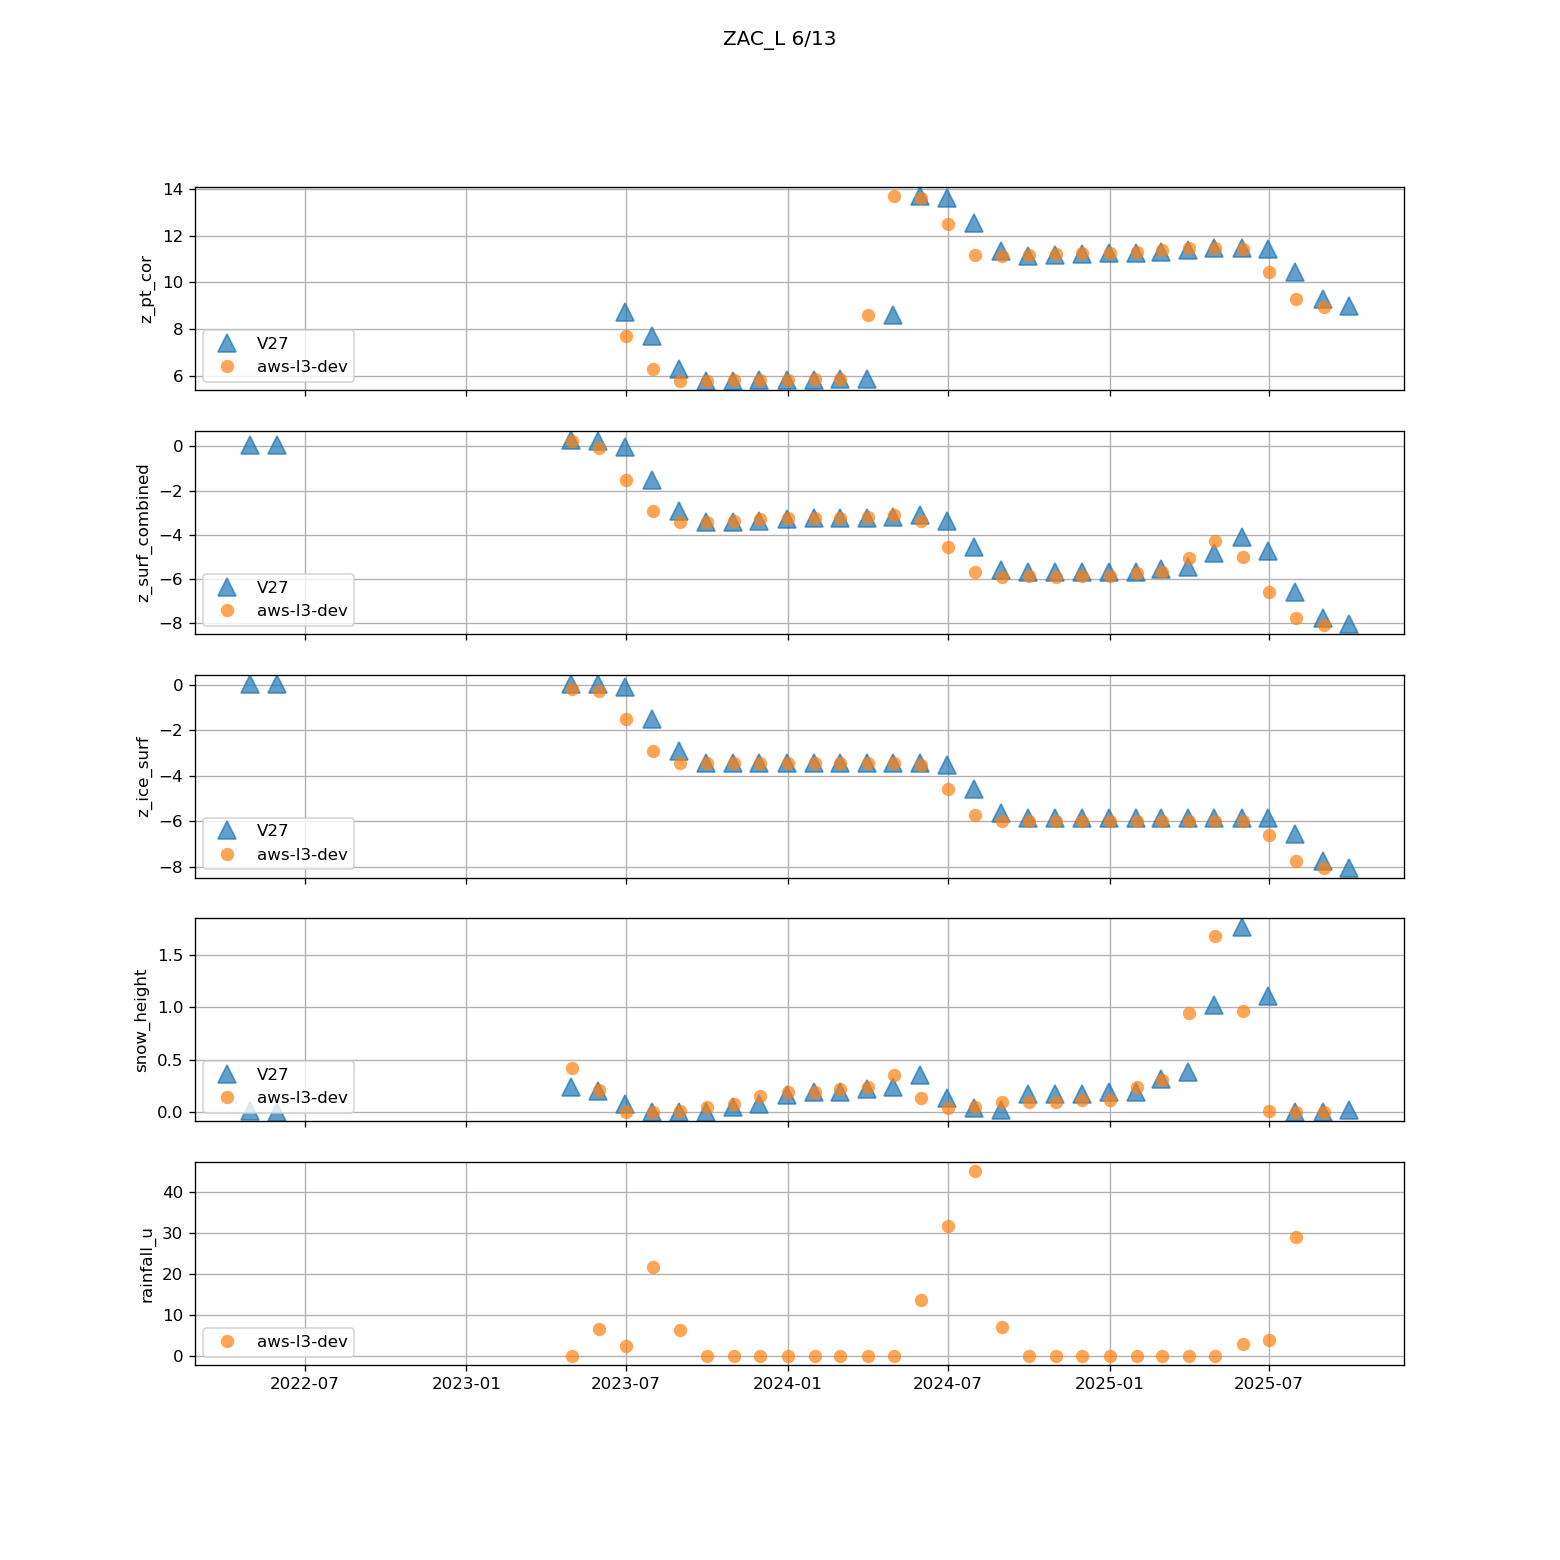 ZAC_L 6/13
z_pt_cor
14
12
10
8
6
V27
aws-l3-dev
z_surf_combined
0
−2
−4
−6
−8
V27
aws-l3-dev
z_ice_surf
0
−2
−4
−6
−8
V27
aws-l3-dev
snow_height
1.5
1.0
0.5
0.0
V27
aws-l3-dev
rainfall_u
40
30
20
10
0
aws-l3-dev
2022-07
2023-01
2023-07
2024-01
2024-07
2025-01
2025-07